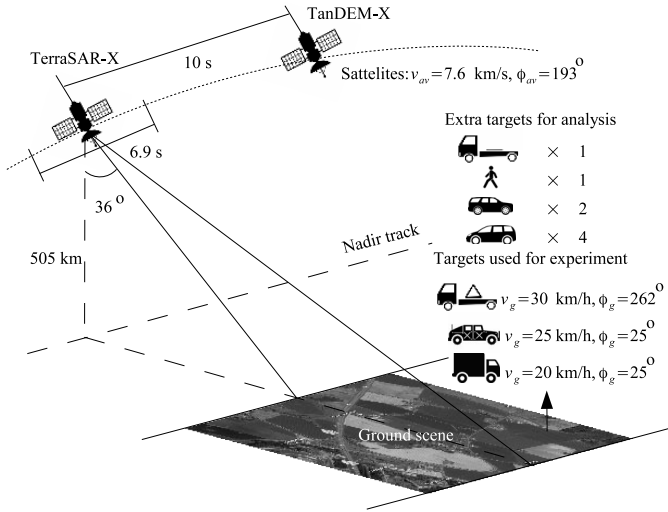 TanDEM-X
TerraSAR-X
10 s
Sattelites: v_av=7.6 km/s, ϕ_av=193°
6.9 s
36°
505 km
Nadir track
Extra targets for analysis
× 1
× 1
× 2
× 4
Targets used for experiment
v_g=30 km/h, ϕ_g=262°
v_g=25 km/h, ϕ_g=25°
v_g=20 km/h, ϕ_g=25°
Ground scene